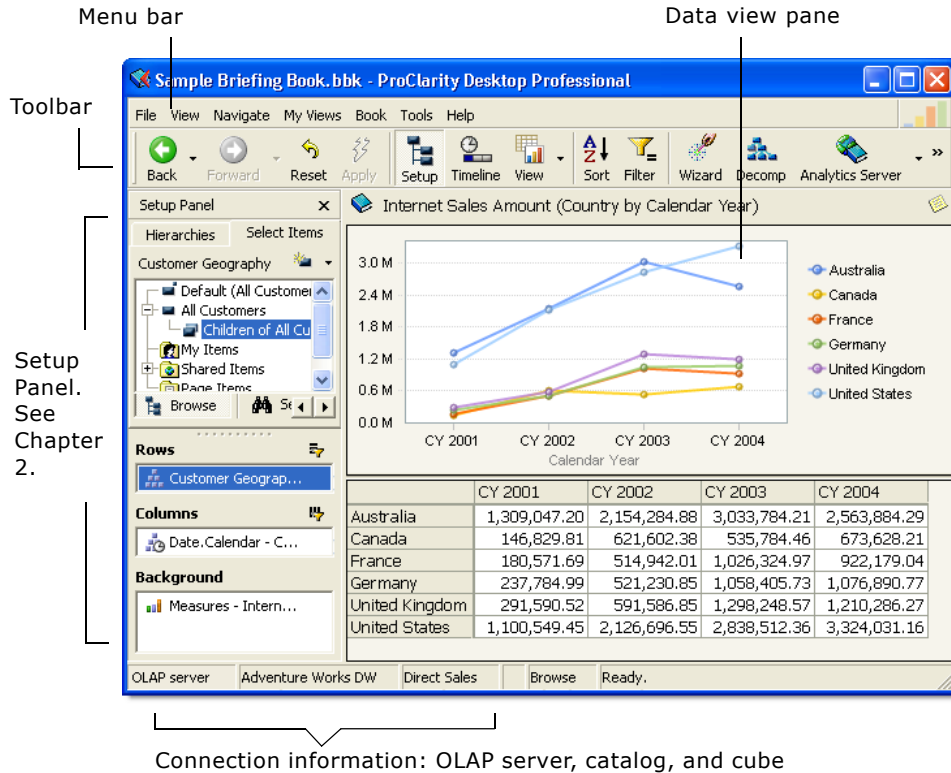 Menu bar
Data view pane
Sample Briefing Book.bbk - ProClarity Desktop Professional
Toolbar
File View Navigate My Views Book Tools Help
Back Forward Reset Apply Setup Timeline View Sort Filter Wizard Decomp Analytics Server »
Setup Panel x
Internet Sales Amount (Country by Calendar Year)
Hierarchies Select Items
Customer Geography
Default (All Customer
All Customers
Children of All Cu
My Items
Shared Items
Page Items
Browse Se
3.0 M
2.4 M
1.8 M
1.2 M
0.6 M
0.0 M
CY 2001 CY 2002 CY 2003 CY 2004
Calendar Year
Australia
Canada
France
Germany
United Kingdom
United States
Setup
Panel.
See
Chapter
2.
Rows
Customer Geograp...
Columns
Date.Calendar - C...
Background
Measures - Intern...
CY 2001 CY 2002 CY 2003 CY 2004
Australia 1,309,047.20 2,154,284.88 3,033,784.21 2,563,884.29
Canada 146,829.81 621,602.38 535,784.46 673,628.21
France 180,571.69 514,942.01 1,026,324.97 922,179.04
Germany 237,784.99 521,230.85 1,058,405.73 1,076,890.77
United Kingdom 291,590.52 591,586.85 1,298,248.57 1,210,286.27
United States 1,100,549.45 2,126,696.55 2,838,512.36 3,324,031.16
OLAP server Adventure Works DW Direct Sales Browse Ready.
Connection information: OLAP server, catalog, and cube